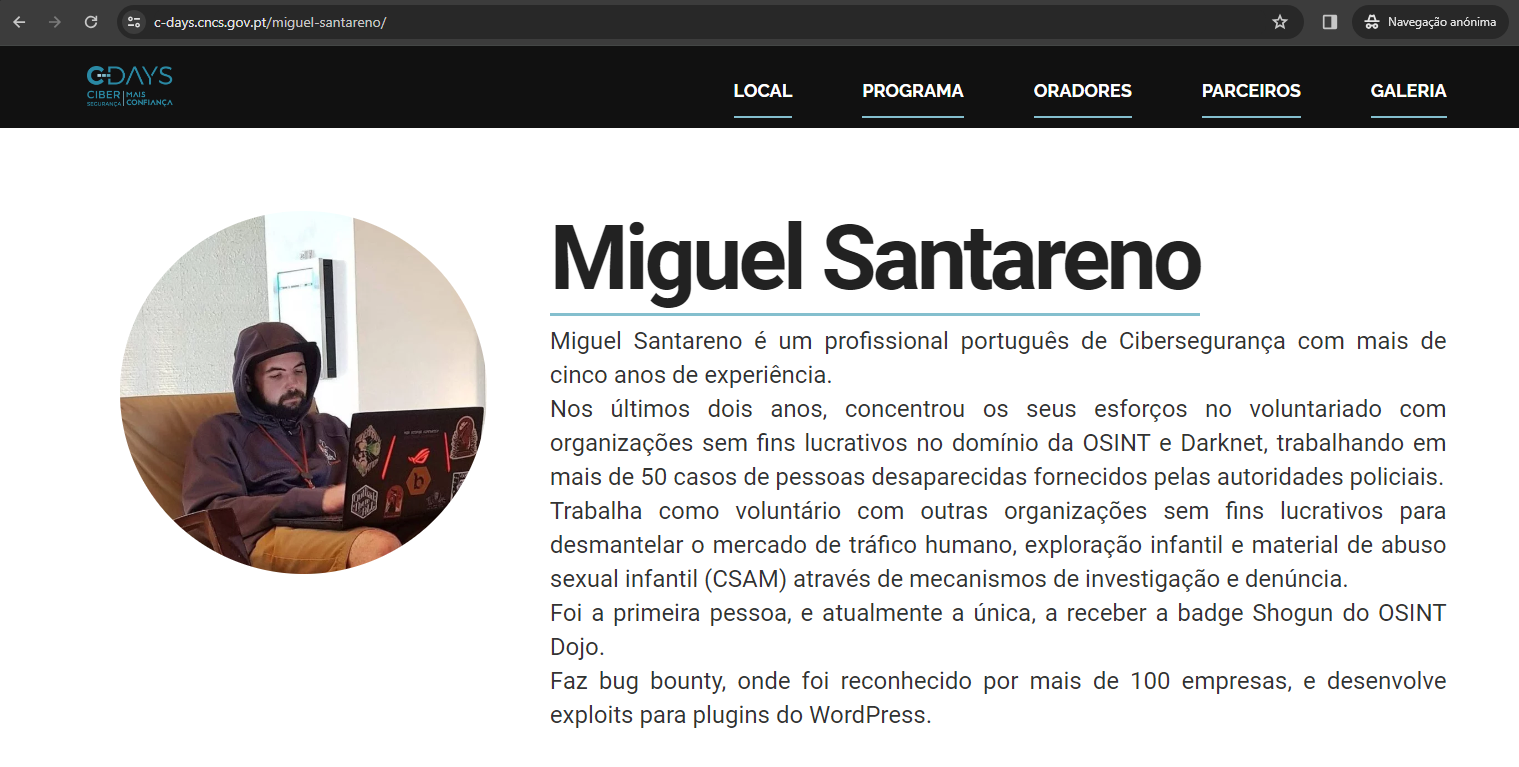 c-days.cncs.gov.pt/miguel-santareno/
Navegação anónima
C-DAYS
CIBER SEGURANÇA | MAIS CONFIANÇA
LOCAL PROGRAMA ORADORES PARCEIROS GALERIA
Miguel Santareno
Miguel Santareno é um profissional português de Cibersegurança com mais de
cinco anos de experiência.
Nos últimos dois anos, concentrou os seus esforços no voluntariado com
organizações sem fins lucrativos no domínio da OSINT e Darknet, trabalhando em
mais de 50 casos de pessoas desaparecidas fornecidos pelas autoridades policiais.
Trabalha como voluntário com outras organizações sem fins lucrativos para
desmantelar o mercado de tráfico humano, exploração infantil e material de abuso
sexual infantil (CSAM) através de mecanismos de investigação e denúncia.
Foi a primeira pessoa, e atualmente a única, a receber a badge Shogun do OSINT
Dojo.
Faz bug bounty, onde foi reconhecido por mais de 100 empresas, e desenvolve
exploits para plugins do WordPress.